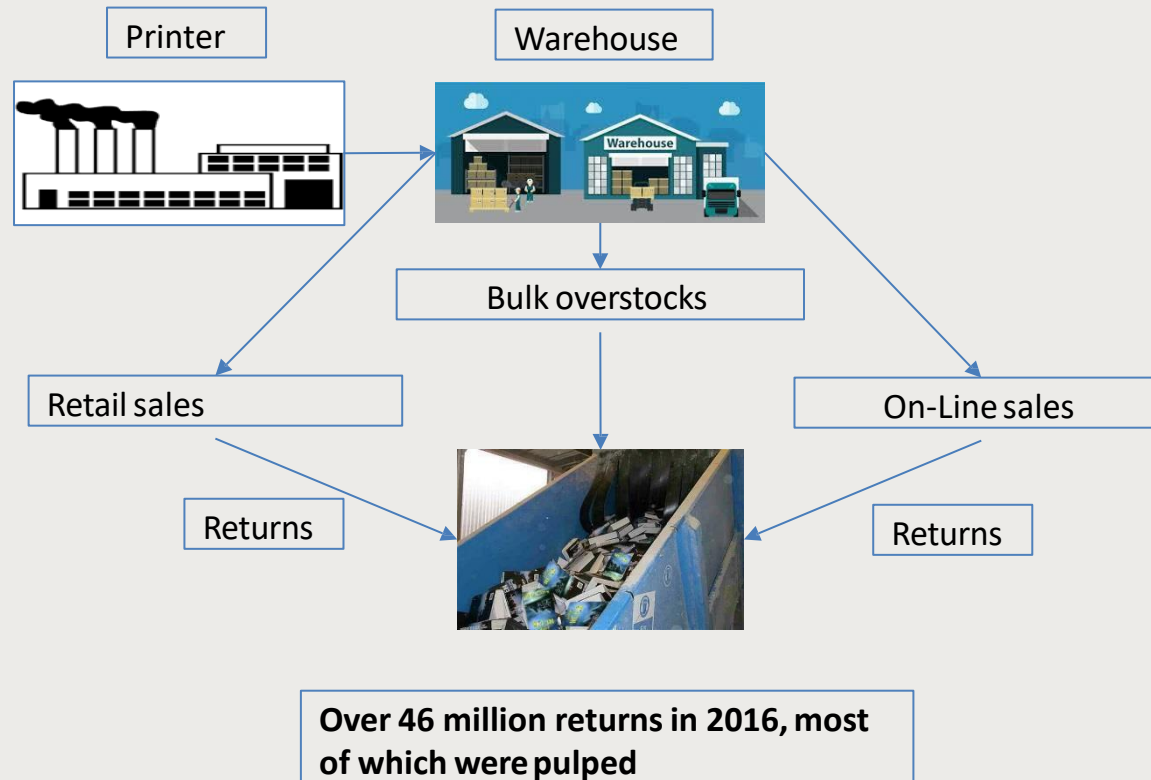 Printer
Warehouse
Warehouse
Bulk overstocks
Retail sales
On-Line sales
Returns
Returns
Over 46 million returns in 2016, most
of which were pulped